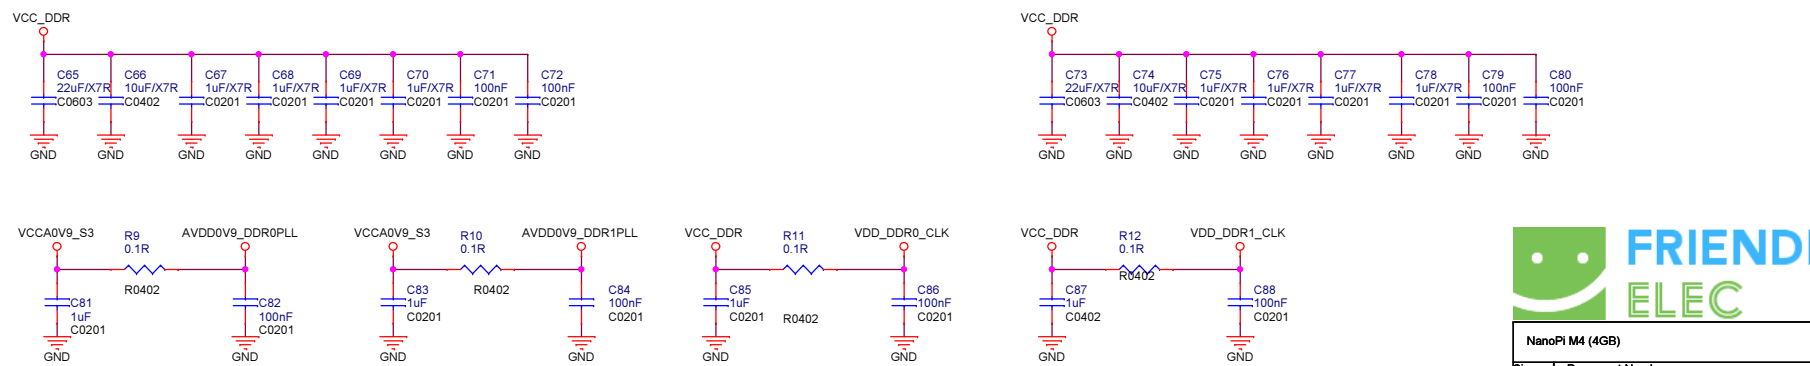 VCC_DDR
C65
22uF/X7R
C0603
C66
10uF/X7R
C0402
C67
1uF/X7R
C0201
C68
1uF/X7R
C0201
C69
1uF/X7R
C0201
C70
1uF/X7R
C0201
C71
100nF
C0201
C72
100nF
C0201
GND GND GND GND GND GND GND GND
VCC_DDR
C73
22uF/X7R
C0603
C74
10uF/X7R
C0402
C75
1uF/X7R
C0201
C76
1uF/X7R
C0201
C77
1uF/X7R
C0201
C78
1uF/X7R
C0201
C79
100nF
C0201
C80
100nF
C0201
GND GND GND GND GND GND GND GND
VCCA0V9_S3
R9
0.1R
R0402
AVDD0V9_DDR0PLL
C81
1uF
C0201
C82
100nF
C0201
GND GND
VCCA0V9_S3
R10
0.1R
R0402
AVDD0V9_DDR1PLL
C83
1uF
C0201
C84
100nF
C0201
GND GND
VCC_DDR
R11
0.1R
R0402
VDD_DDR0_CLK
C85
1uF
C0201
C86
100nF
C0201
GND GND
VCC_DDR
R12
0.1R
R0402
VDD_DDR1_CLK
C87
1uF
C0402
C88
100nF
C0201
GND GND
FRIENDL
ELEC
NanoPi M4 (4GB)